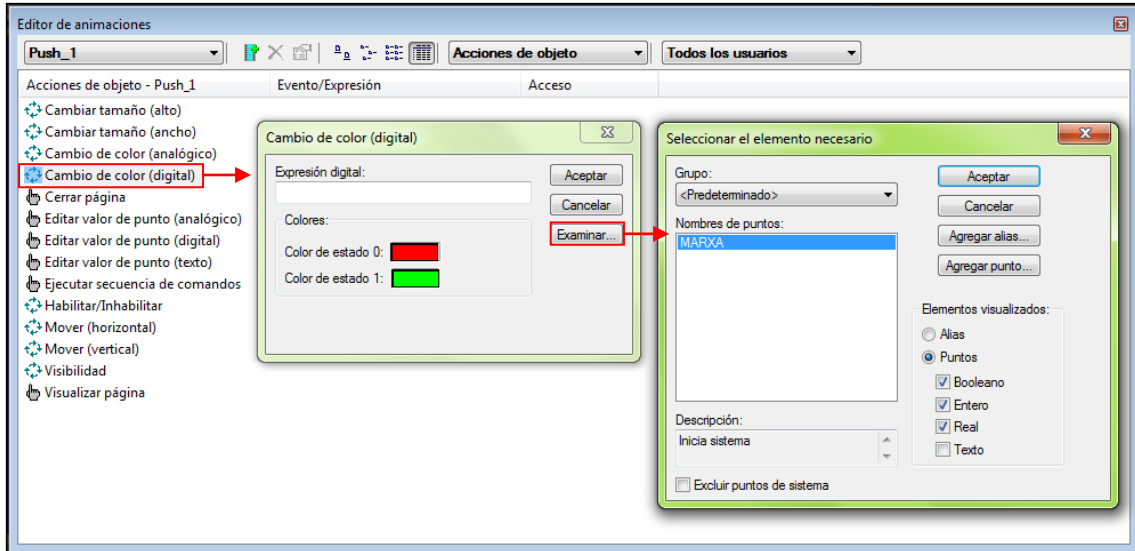 Editor de animaciones
Push_1
Acciones de objeto
Todos los usuarios
Acciones de objeto - Push_1
Evento/Expresión
Acceso
Cambiar tamaño (alto)
Cambiar tamaño (ancho)
Cambio de color (analógico)
Cambio de color (digital)
Cerrar página
Editar valor de punto (analógico)
Editar valor de punto (digital)
Editar valor de punto (texto)
Ejecutar secuencia de comandos
Habilitar/Inhabilitar
Mover (horizontal)
Mover (vertical)
Visibilidad
Visualizar página
Cambio de color (digital)
Expresión digital:
Aceptar
Cancelar
Examinar...
Colores:
Color de estado 0:
Color de estado 1:
Seleccionar el elemento necesario
Grupo:
<Predeterminado>
Nombres de puntos:
MARXA
Descripción:
Inicia sistema
Excluir puntos de sistema
Aceptar
Cancelar
Agregar alias...
Agregar punto...
Elementos visualizados:
Alias
Puntos
Booleano
Entero
Real
Texto